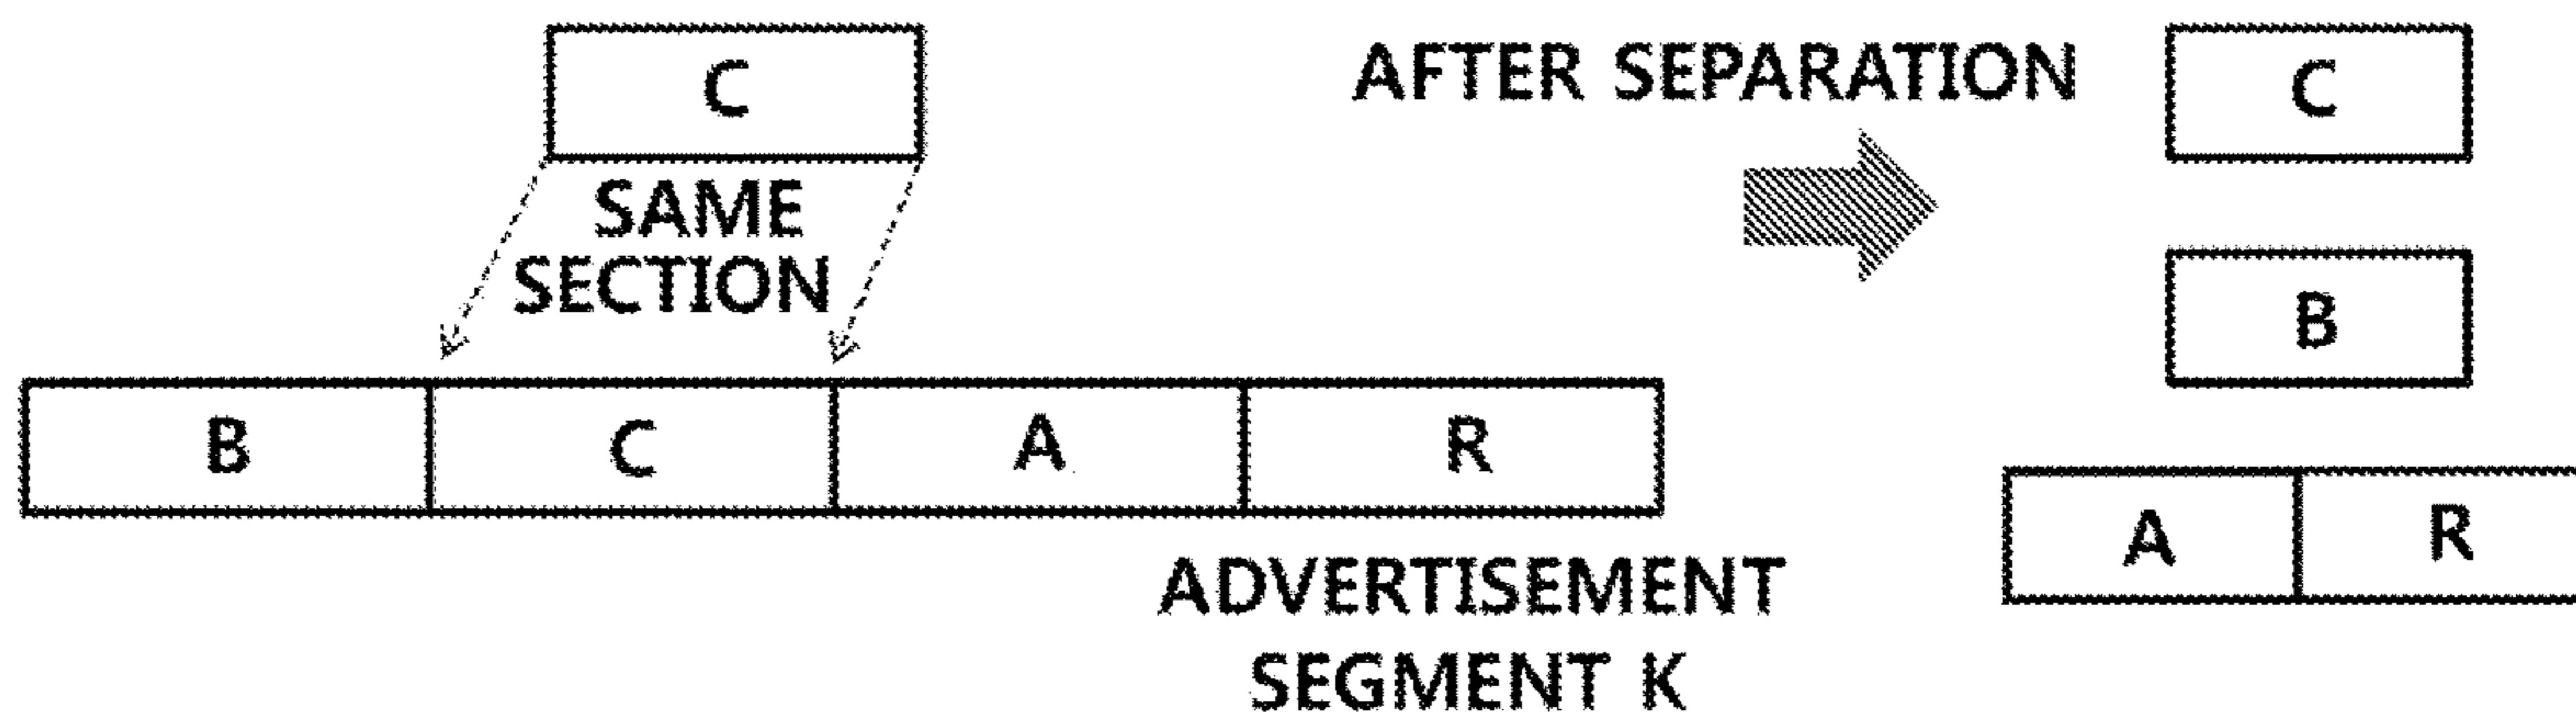 C
SAME
SECTION
B C A R
ADVERTISEMENT
SEGMENT K
AFTER SEPARATION
C
B
A R